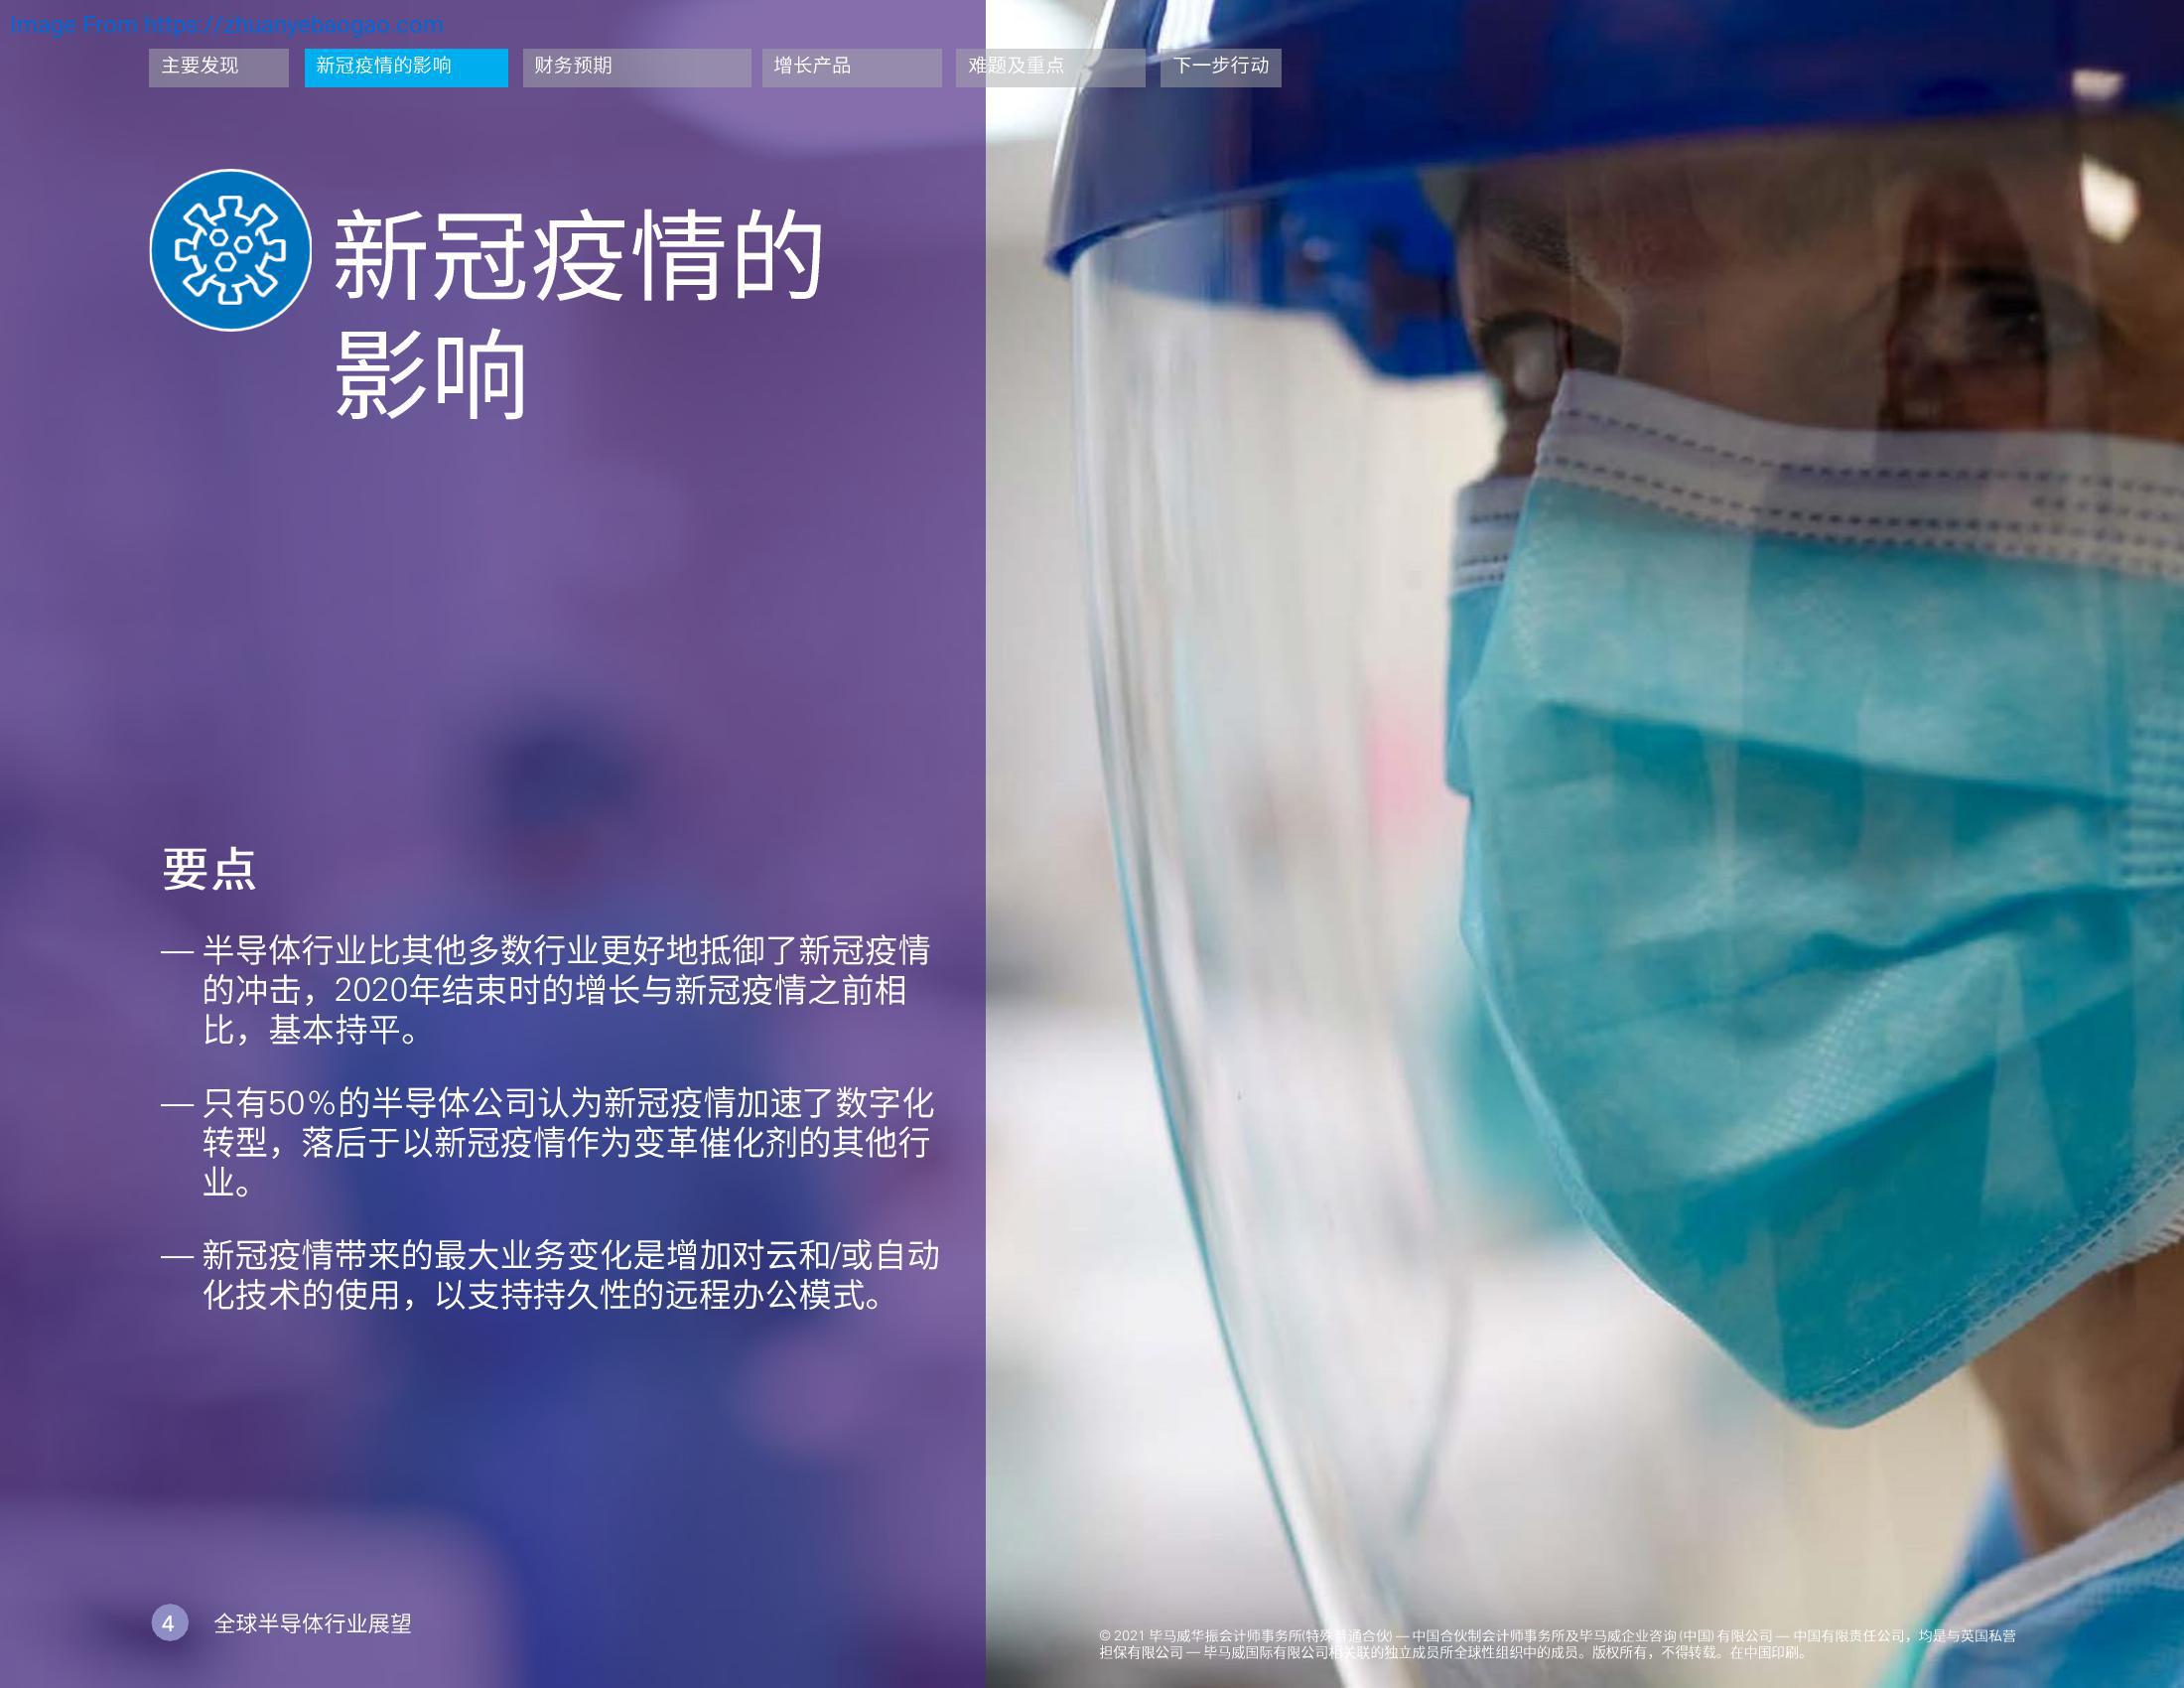 Image From https://zhuanyebaogao.com
主要发现
新冠疫情的影响
财务预期
增长产品
难题及重点
下一步行动
新冠疫情的
影响
要点
— 半导体行业比其他多数行业更好地抵御了新冠疫情
的冲击，2020年结束时的增长与新冠疫情之前相
比，基本持平。
— 只有50%的半导体公司认为新冠疫情加速了数字化
转型，落后于以新冠疫情作为变革催化剂的其他行
业。
— 新冠疫情带来的最大业务变化是增加对云和/或自动
化技术的使用，以支持持久性的远程办公模式。
4 全球半导体行业展望
© 2021 毕马威华振会计师事务所(特殊普通合伙) — 中国合伙制会计师事务所及毕马威企业咨询 (中国) 有限公司 — 中国有限责任公司，均是与英国私营
担保有限公司 — 毕马威国际有限公司相关联的独立成员所全球性组织中的成员。版权所有，不得转载。在中国印刷。